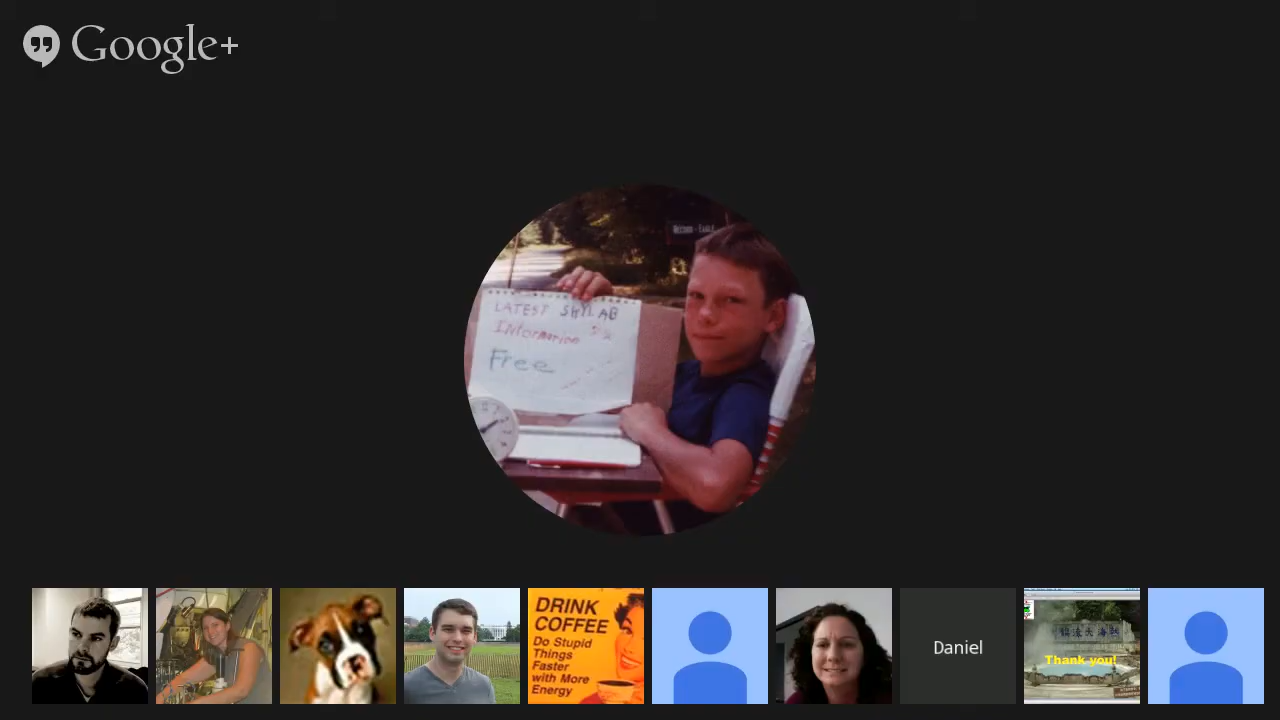 Google+
LATEST SKYLAB
Information
Free
DRINK
COFFEE
Do Stupid
Things
Faster
with More
Energy
Daniel
Thank you!